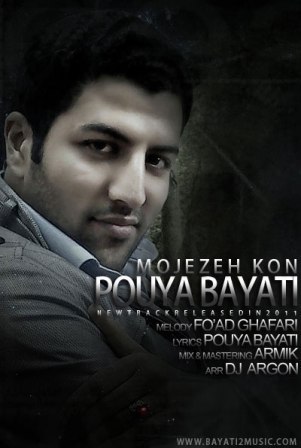 MOJEZEH KON
POUYA BAYATI
NEWTRACKRELEASEDIN2011
MELODY FO'AD GHAFARI
LYRICS POUYA BAYATI
MIX & MASTERING ARMIK
ARR DJ ARGON
WWW.BAYATI2MUSIC.COM